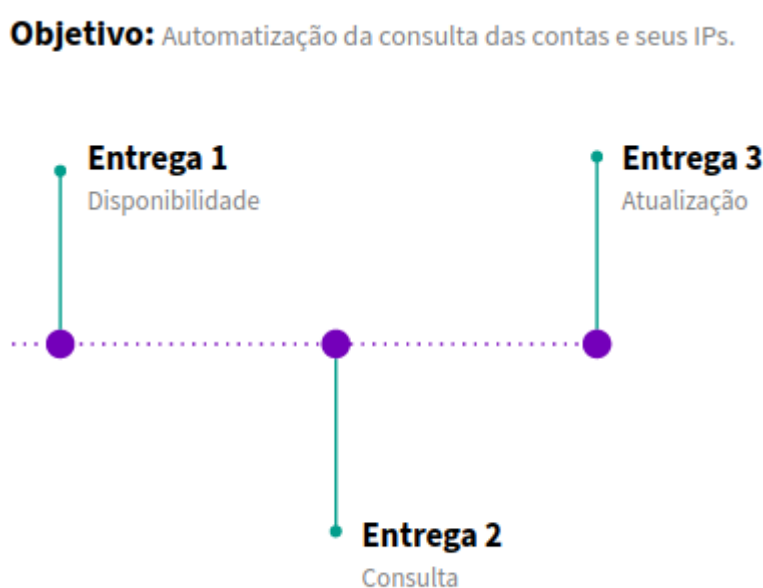 Objetivo: Automatização da consulta das contas e seus IPs.
Entrega 1
Disponibilidade
Entrega 2
Consulta
Entrega 3
Atualização